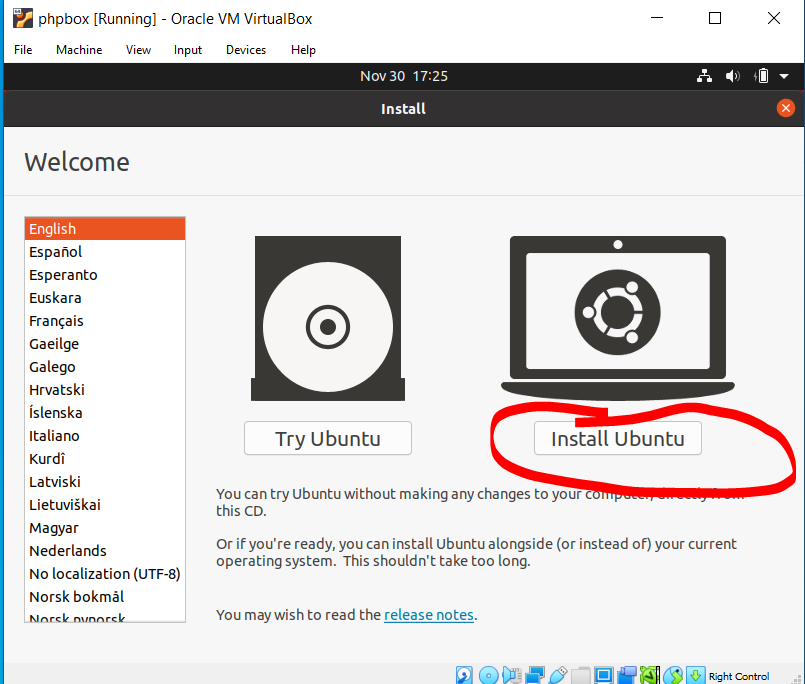 phpbox [Running] - Oracle VM VirtualBox
File Machine View Input Devices Help
Nov 30 17:25
Install
Welcome
English
Español
Esperanto
Euskara
Français
Gaeilge
Galego
Hrvatski
Íslenska
Italiano
Kurdî
Latviski
Lietuviškai
Magyar
Nederlands
No localization (UTF-8)
Norsk bokmål
Norsk nynorsk
Try Ubuntu
Install Ubuntu
You can try Ubuntu without making any changes to your computer, directly from
this CD.
Or if you're ready, you can install Ubuntu alongside (or instead of) your current
operating system. This shouldn't take too long.
You may wish to read the release notes.
Right Control